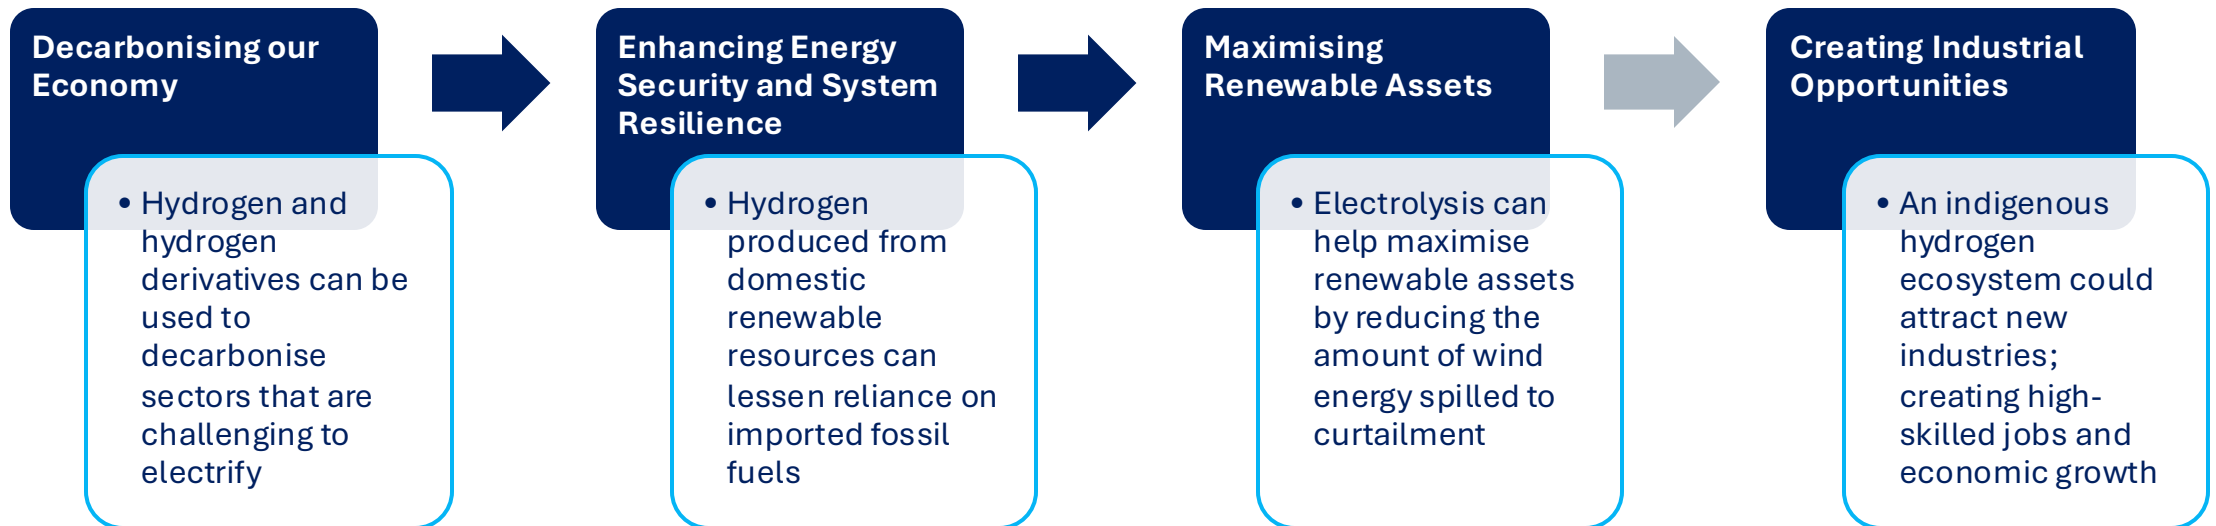 Decarbonising our
Economy
• Hydrogen and
hydrogen
derivatives can be
used to
decarbonise
sectors that are
challenging to
electrify
Enhancing Energy
Security and System
Resilience
• Hydrogen
produced from
domestic
renewable
resources can
lessen reliance on
imported fossil
fuels
Maximising
Renewable Assets
• Electrolysis can
help maximise
renewable assets
by reducing the
amount of wind
energy spilled to
curtailment
Creating Industrial
Opportunities
• An indigenous
hydrogen
ecosystem could
attract new
industries;
creating high-
skilled jobs and
economic growth